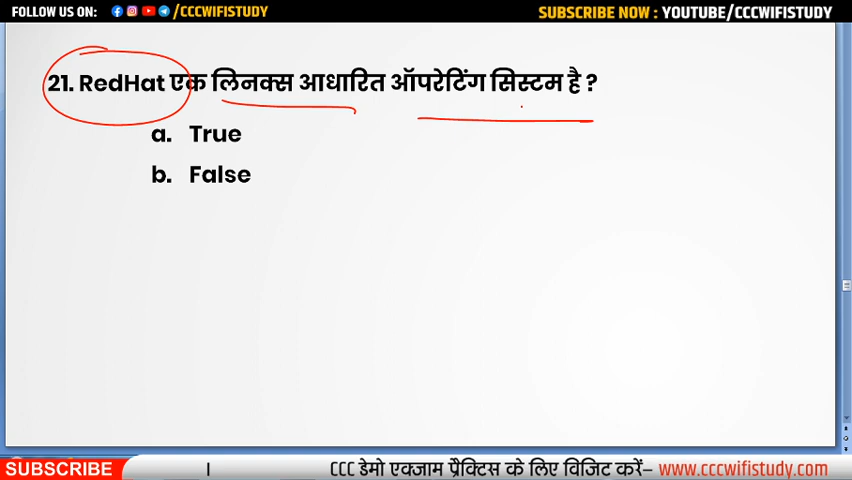 FOLLOW US ON: /CCCWIFISTUDY SUBSCRIBE NOW : YOUTUBE/CCCWIFISTUDY
21. RedHat एक लिनक्स आधारित ऑपरेटिंग सिस्टम है ?
a. True
b. False
SUBSCRIBE CCC डेमो एक्जाम प्रैक्टिस के लिए विजिट करें– www.cccwifistudy.com